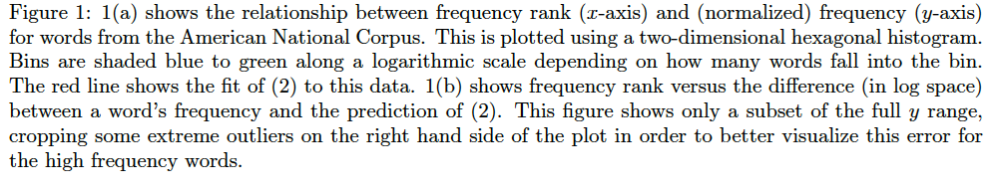 Figure 1: 1(a) shows the relationship between frequency rank (x-axis) and (normalized) frequency (y-axis)
for words from the American National Corpus. This is plotted using a two-dimensional hexagonal histogram.
Bins are shaded blue to green along a logarithmic scale depending on how many words fall into the bin.
The red line shows the fit of (2) to this data. 1(b) shows frequency rank versus the difference (in log space)
between a word's frequency and the prediction of (2). This figure shows only a subset of the full y range,
cropping some extreme outliers on the right hand side of the plot in order to better visualize this error for
the high frequency words.